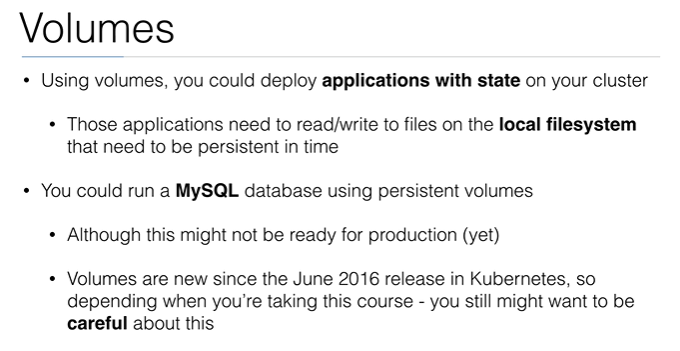 Volumes
• Using volumes, you could deploy applications with state on your cluster
• Those applications need to read/write to files on the local filesystem
that need to be persistent in time
• You could run a MySQL database using persistent volumes
• Although this might not be ready for production (yet)
• Volumes are new since the June 2016 release in Kubernetes, so
depending when you're taking this course - you still might want to be
careful about this